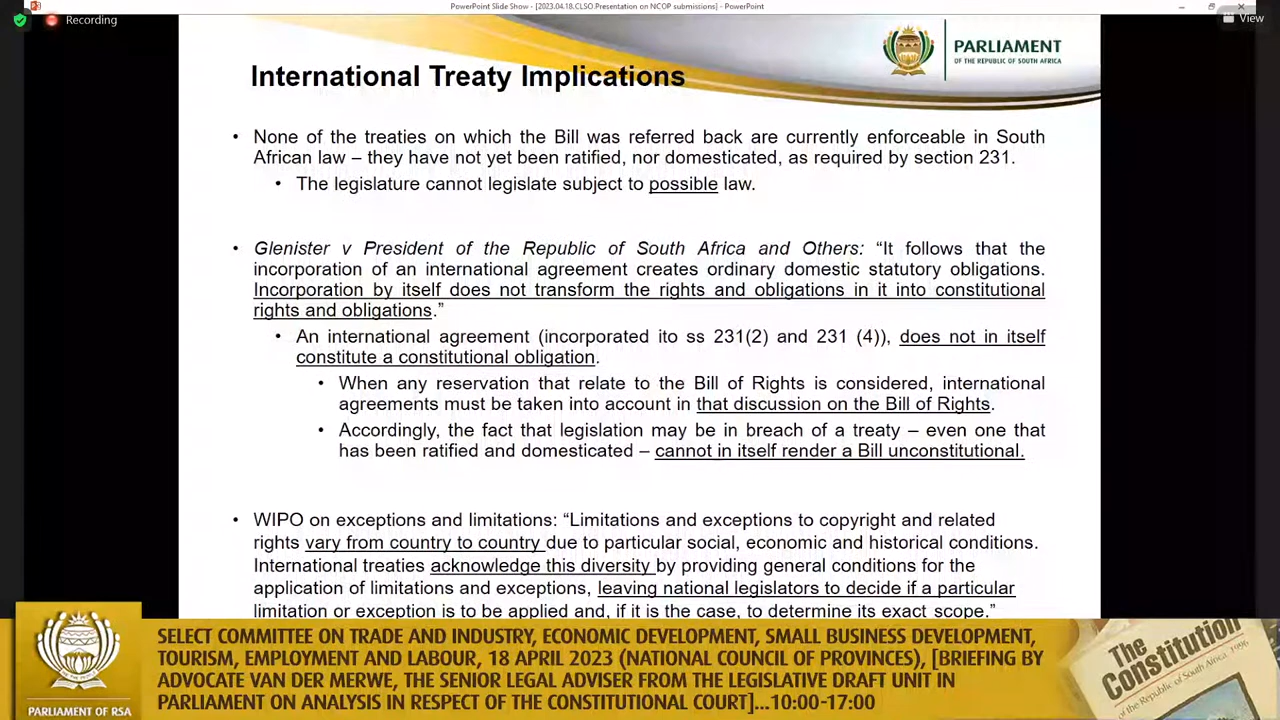 PowerPoint Slide Show - [2023.04.18.CLSO.Presentation on NCOP submissions] - PowerPoint
Recording
View
PARLIAMENT
OF THE REPUBLIC OF SOUTH AFRICA
International Treaty Implications
• None of the treaties on which the Bill was referred back are currently enforceable in South
African law – they have not yet been ratified, nor domesticated, as required by section 231.
• The legislature cannot legislate subject to possible law.
• Glenister v President of the Republic of South Africa and Others: “It follows that the
incorporation of an international agreement creates ordinary domestic statutory obligations.
Incorporation by itself does not transform the rights and obligations in it into constitutional
rights and obligations.”
• An international agreement (incorporated ito ss 231(2) and 231 (4)), does not in itself
constitute a constitutional obligation.
• When any reservation that relate to the Bill of Rights is considered, international
agreements must be taken into account in that discussion on the Bill of Rights.
• Accordingly, the fact that legislation may be in breach of a treaty – even one that
has been ratified and domesticated – cannot in itself render a Bill unconstitutional.
• WIPO on exceptions and limitations: “Limitations and exceptions to copyright and related
rights vary from country to country due to particular social, economic and historical conditions.
International treaties acknowledge this diversity by providing general conditions for the
application of limitations and exceptions, leaving national legislators to decide if a particular
limitation or exception is to be applied and, if it is the case, to determine its exact scope.”
SELECT COMMITTEE ON TRADE AND INDUSTRY, ECONOMIC DEVELOPMENT, SMALL BUSINESS DEVELOPMENT,
TOURISM, EMPLOYMENT AND LABOUR, 18 APRIL 2023 (NATIONAL COUNCIL OF PROVINCES), [BRIEFING BY
ADVOCATE VAN DER MERWE, THE SENIOR LEGAL ADVISER FROM THE LEGISLATIVE DRAFT UNIT IN
PARLIAMENT ON ANALYSIS IN RESPECT OF THE CONSTITUTIONAL COURT]...10:00-17:00
PARLIAMENT OF RSA
The
Constitution
of the Republic of South Africa, 1996